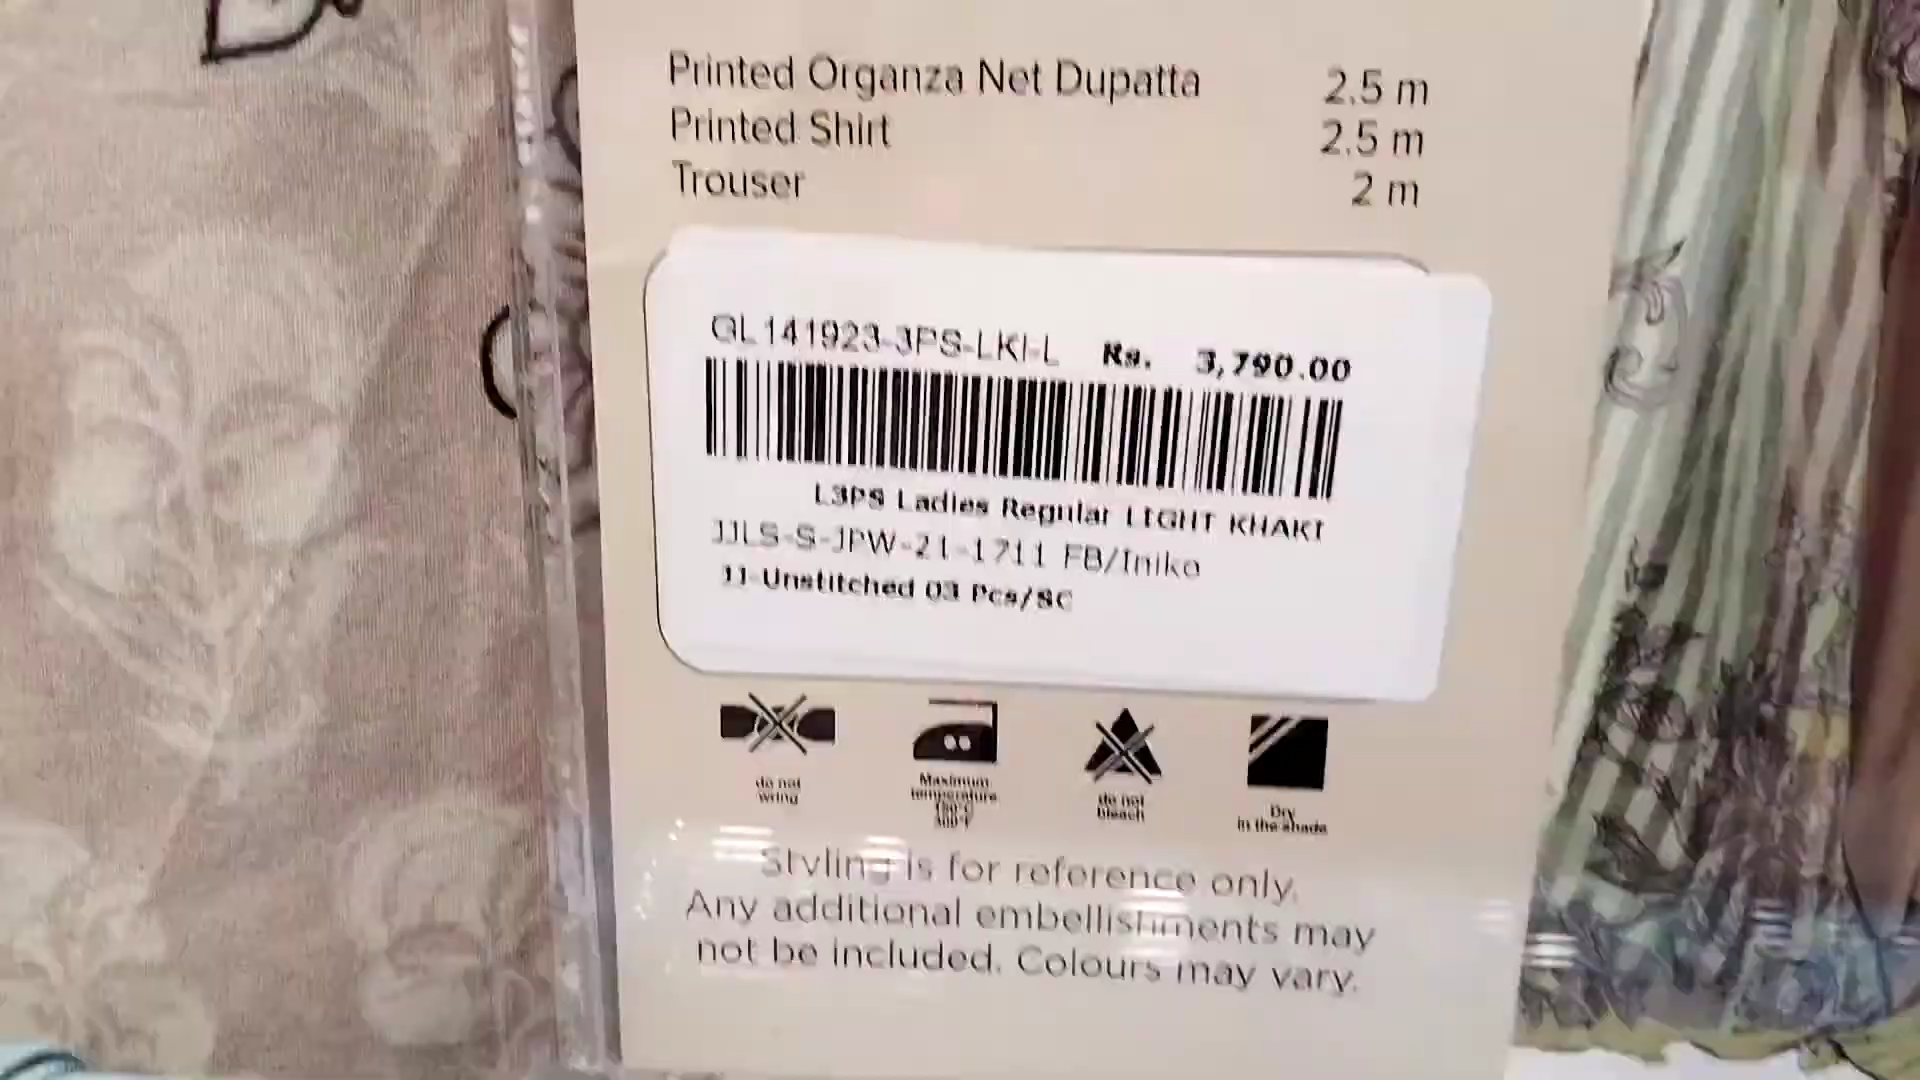 Printed Organza Net Dupatta 2.5 m
Printed Shirt 2.5 m
Trouser 2 m
GL141923-3PS-LKI-L Rs. 3,790.00
L3PS Ladies Regular LIGHT KHAKI
JJLS-S-JPW-21-1711 FB/Iniko
JJ-Unstitched 03 Pcs/SC
do not wring
Maximum temperature 150°C 300°F
do not bleach
Dry in the shade
Styling is for reference only.
Any additional embellishments may
not be included. Colours may vary.